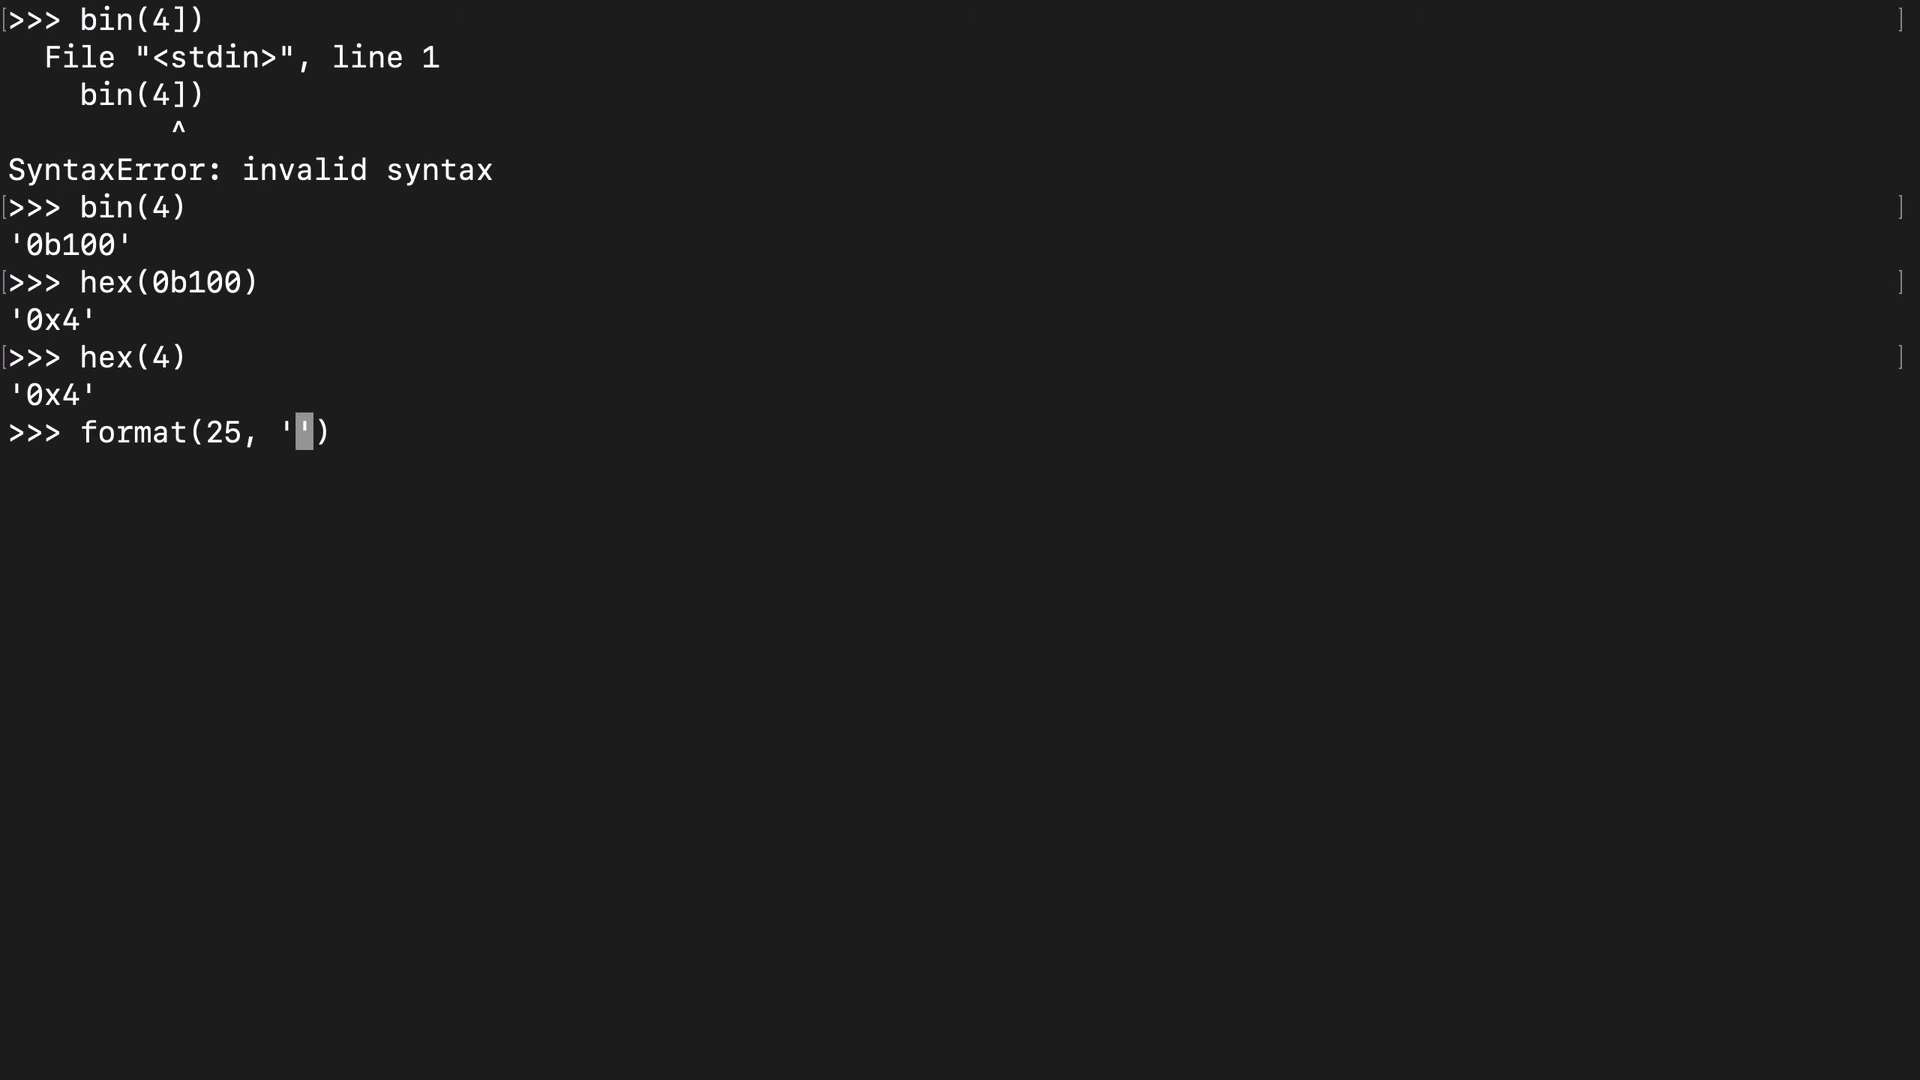 [>>> bin(4]) ]
  File "<stdin>", line 1
    bin(4])
         ^
SyntaxError: invalid syntax
[>>> bin(4) ]
'0b100'
[>>> hex(0b100) ]
'0x4'
[>>> hex(4) ]
'0x4'
>>> format(25, '')